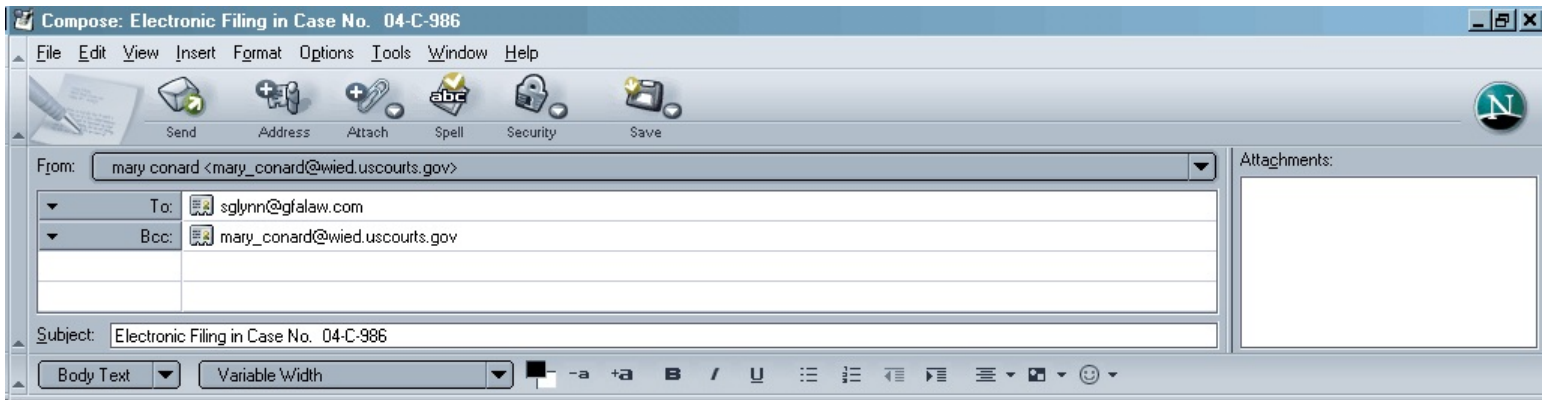 Compose: Electronic Filing in Case No. 04-C-986
File Edit View Insert Format Options Tools Window Help
abc
N
Send Address Attach Spell Security Save
From: mary conard <mary_conard@wied.uscourts.gov>
Attachments:
To: sglynn@gfalaw.com
Bcc: mary_conard@wied.uscourts.gov
Subject: Electronic Filing in Case No. 04-C-986
Body Text Variable Width -a +a B I U